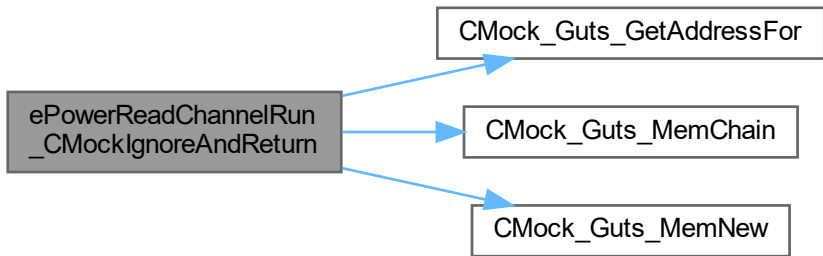 ePowerReadChannelRun
_CMockIgnoreAndReturn
CMock_Guts_GetAddressFor
CMock_Guts_MemChain
CMock_Guts_MemNew